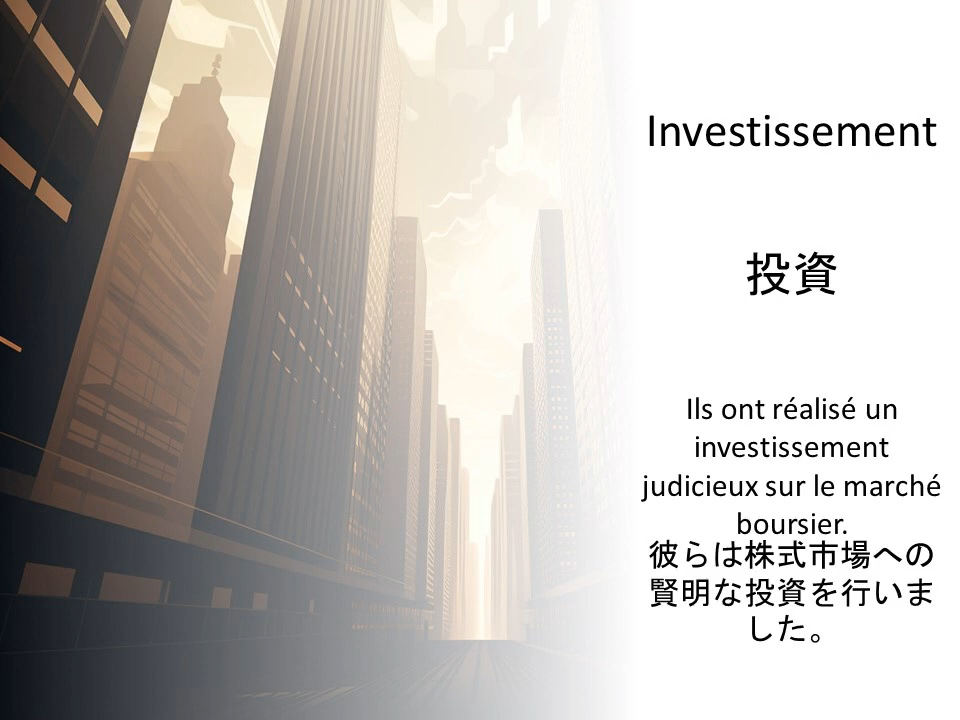 Investissement
投資
Ils ont réalisé un
investissement
judicieux sur le marché
boursier.
彼らは株式市場への
賢明な投資を行いま
した。